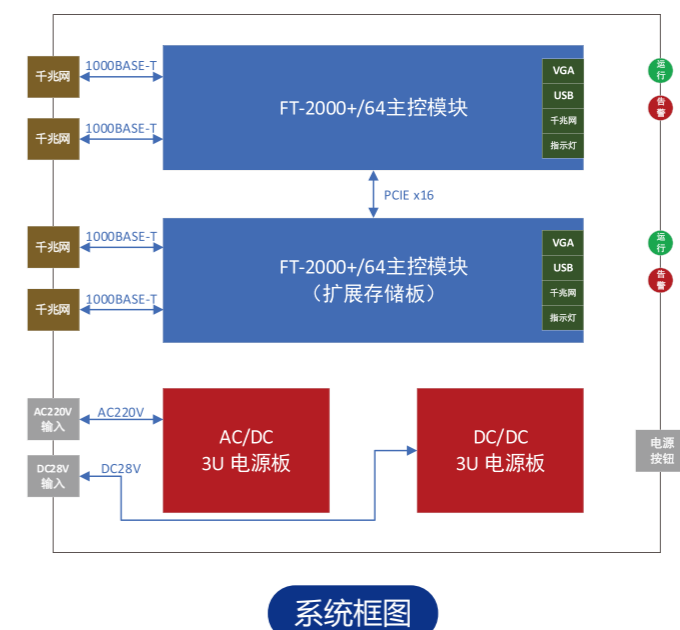 千兆网
1000BASE-T
千兆网
1000BASE-T
FT-2000+/64主控模块
VGA
USB
千兆网
指示灯
运行
告警
PCIE x16
千兆网
1000BASE-T
千兆网
1000BASE-T
FT-2000+/64主控模块
（扩展存储板）
VGA
USB
千兆网
指示灯
运行
告警
AC220V
输入
AC220V
DC28V
输入
DC28V
AC/DC
3U 电源板
DC/DC
3U 电源板
电源
按钮
系统框图